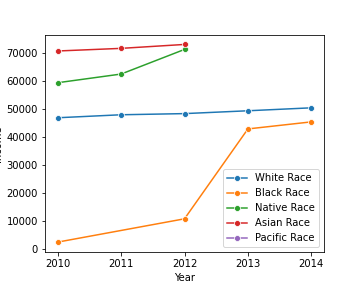 70000
60000
50000
40000
30000
20000
10000
0
2010 2011 2012 2013 2014
Year
White Race
Black Race
Native Race
Asian Race
Pacific Race